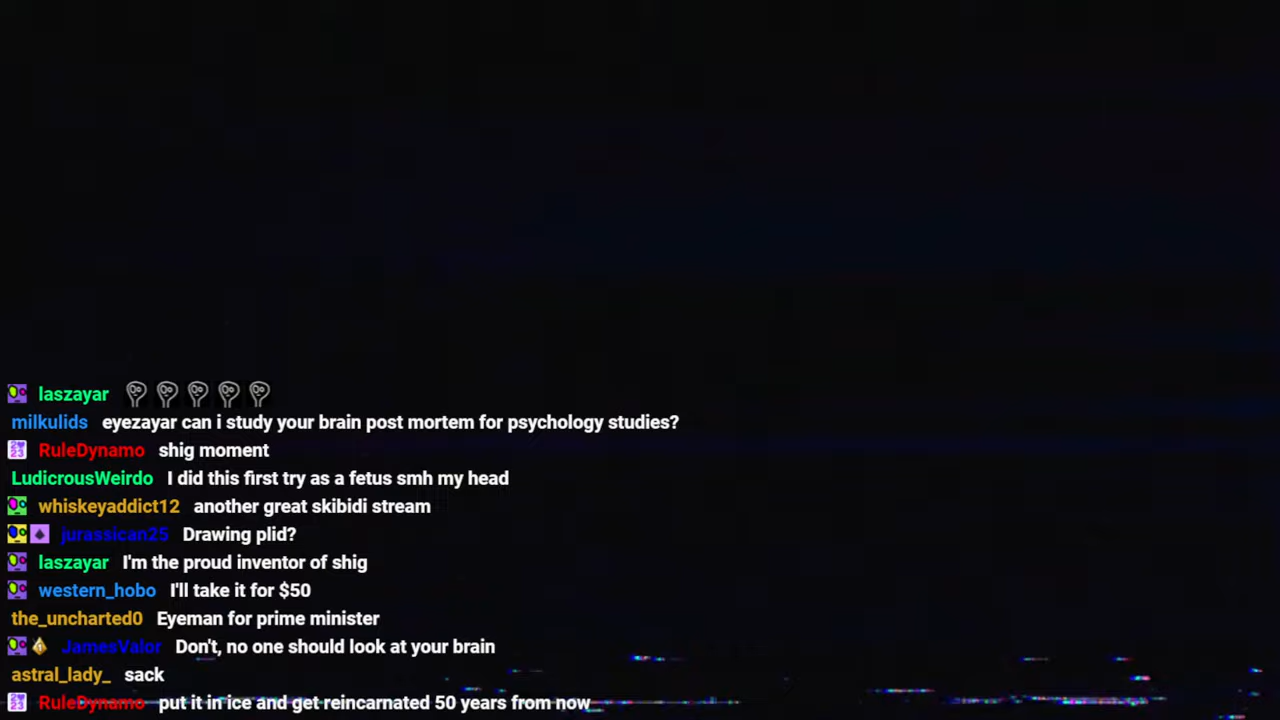 laszayar
milkulids eyezayar can i study your brain post mortem for psychology studies?
RuleDynamo shig moment
LudicrousWeirdo I did this first try as a fetus smh my head
whiskeyaddict12 another great skibidi stream
jurassican25 Drawing plid?
laszayar I'm the proud inventor of shig
western_hobo I'll take it for $50
the_uncharted0 Eyeman for prime minister
JamesValor Don't, no one should look at your brain
astral_lady_ sack
RuleDynamo put it in ice and get reincarnated 50 years from now